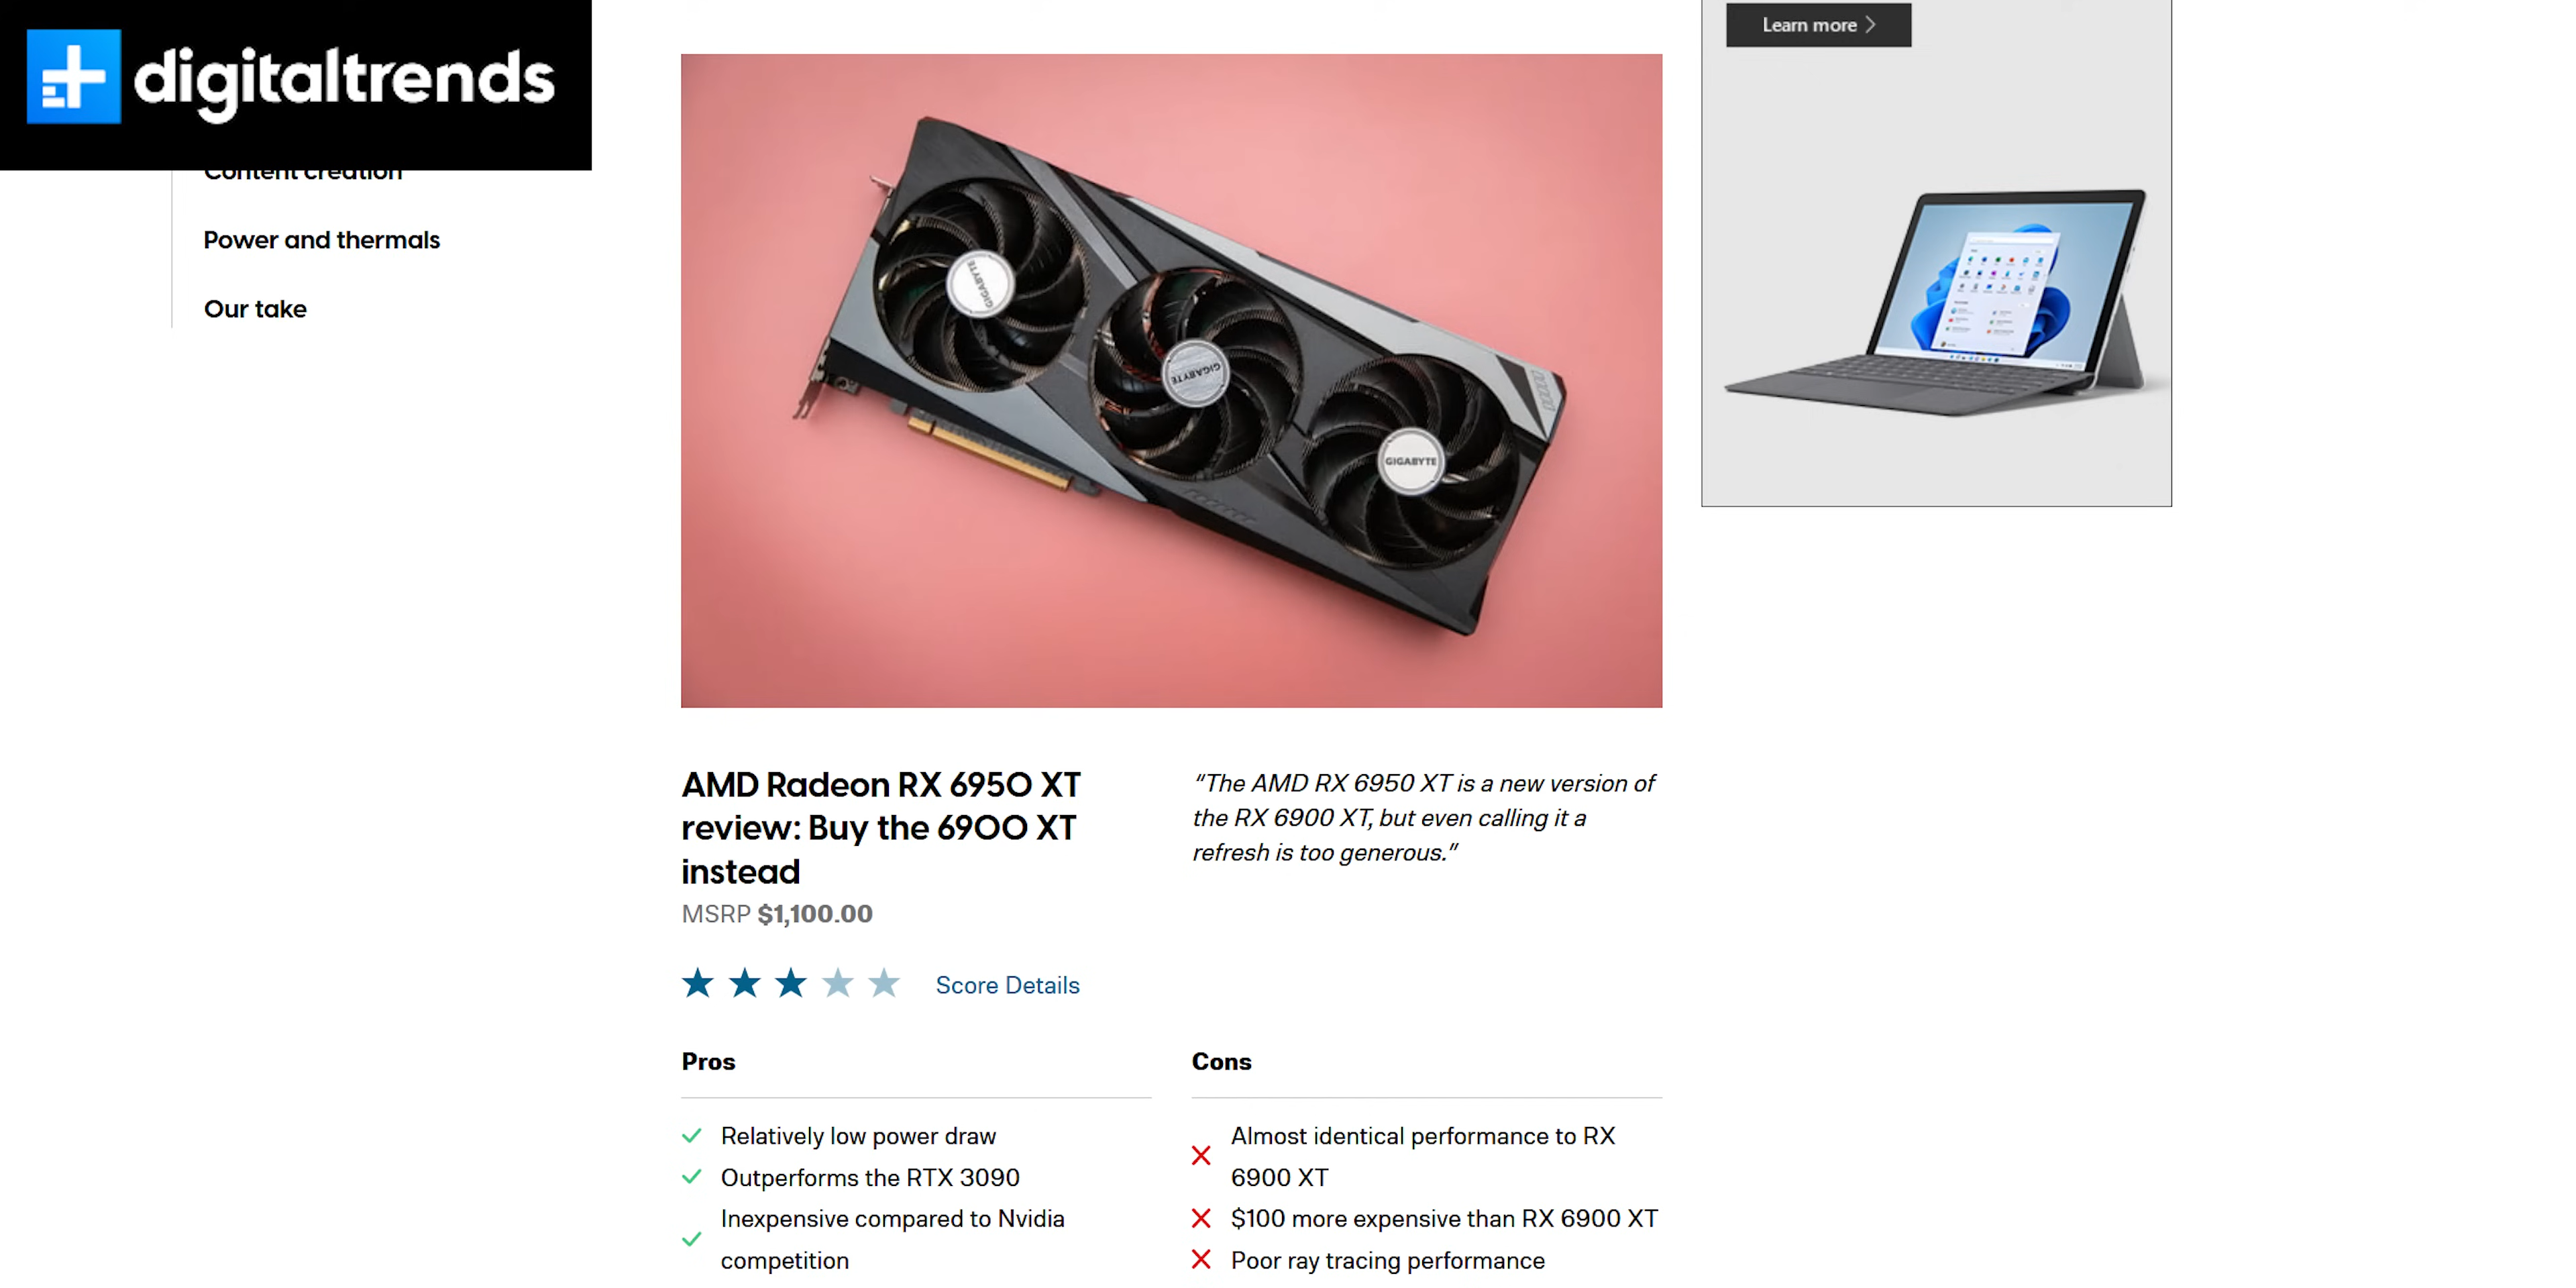 digitaltrends
Content creation
Power and thermals
Our take
Learn more
GIGABYTE
GIGABYTE
GIGABYTE
AMD Radeon RX 6950 XT
review: Buy the 6900 XT
instead
MSRP $1,100.00
Score Details
“The AMD RX 6950 XT is a new version of
the RX 6900 XT, but even calling it a
refresh is too generous.”
Pros
Relatively low power draw
Outperforms the RTX 3090
Inexpensive compared to Nvidia
competition
Cons
Almost identical performance to RX
6900 XT
$100 more expensive than RX 6900 XT
Poor ray tracing performance